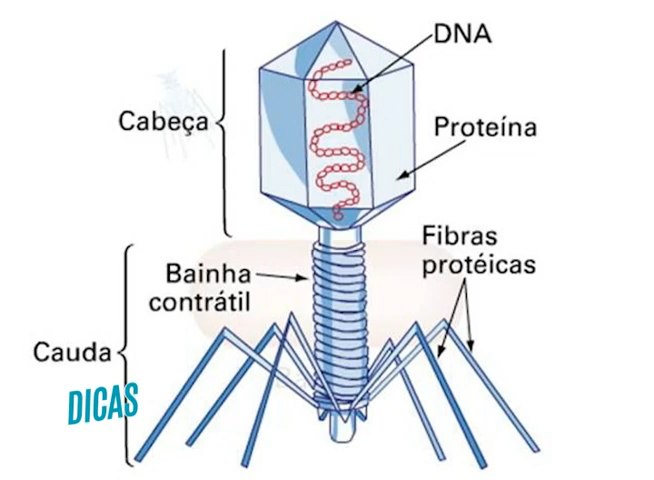 DNA
Cabeça
Proteína
Fibras
protéicas
Bainha
contrátil
Cauda
DICAS